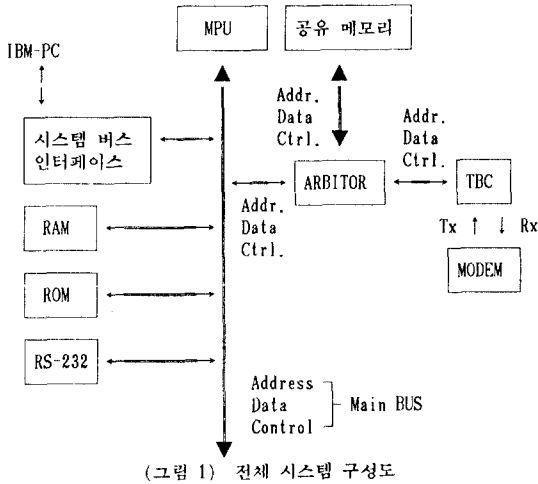 MPU
공유 메모리
IBM-PC
Addr.
Data
Ctrl.
Addr.
Data
Ctrl.
시스템 버스
인터페이스
ARBITOR
TBC
Addr.
Data
Ctrl.
RAM
Tx ↑ ↓ Rx
MODEM
ROM
RS-232
Address
Data
Control
Main BUS
(그림 1) 전체 시스템 구성도